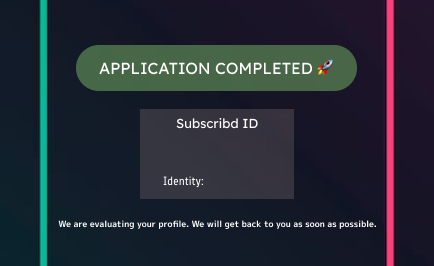 APPLICATION COMPLETED 🚀
Subscribd ID
Identity:
We are evaluating your profile. We will get back to you as soon as possible.